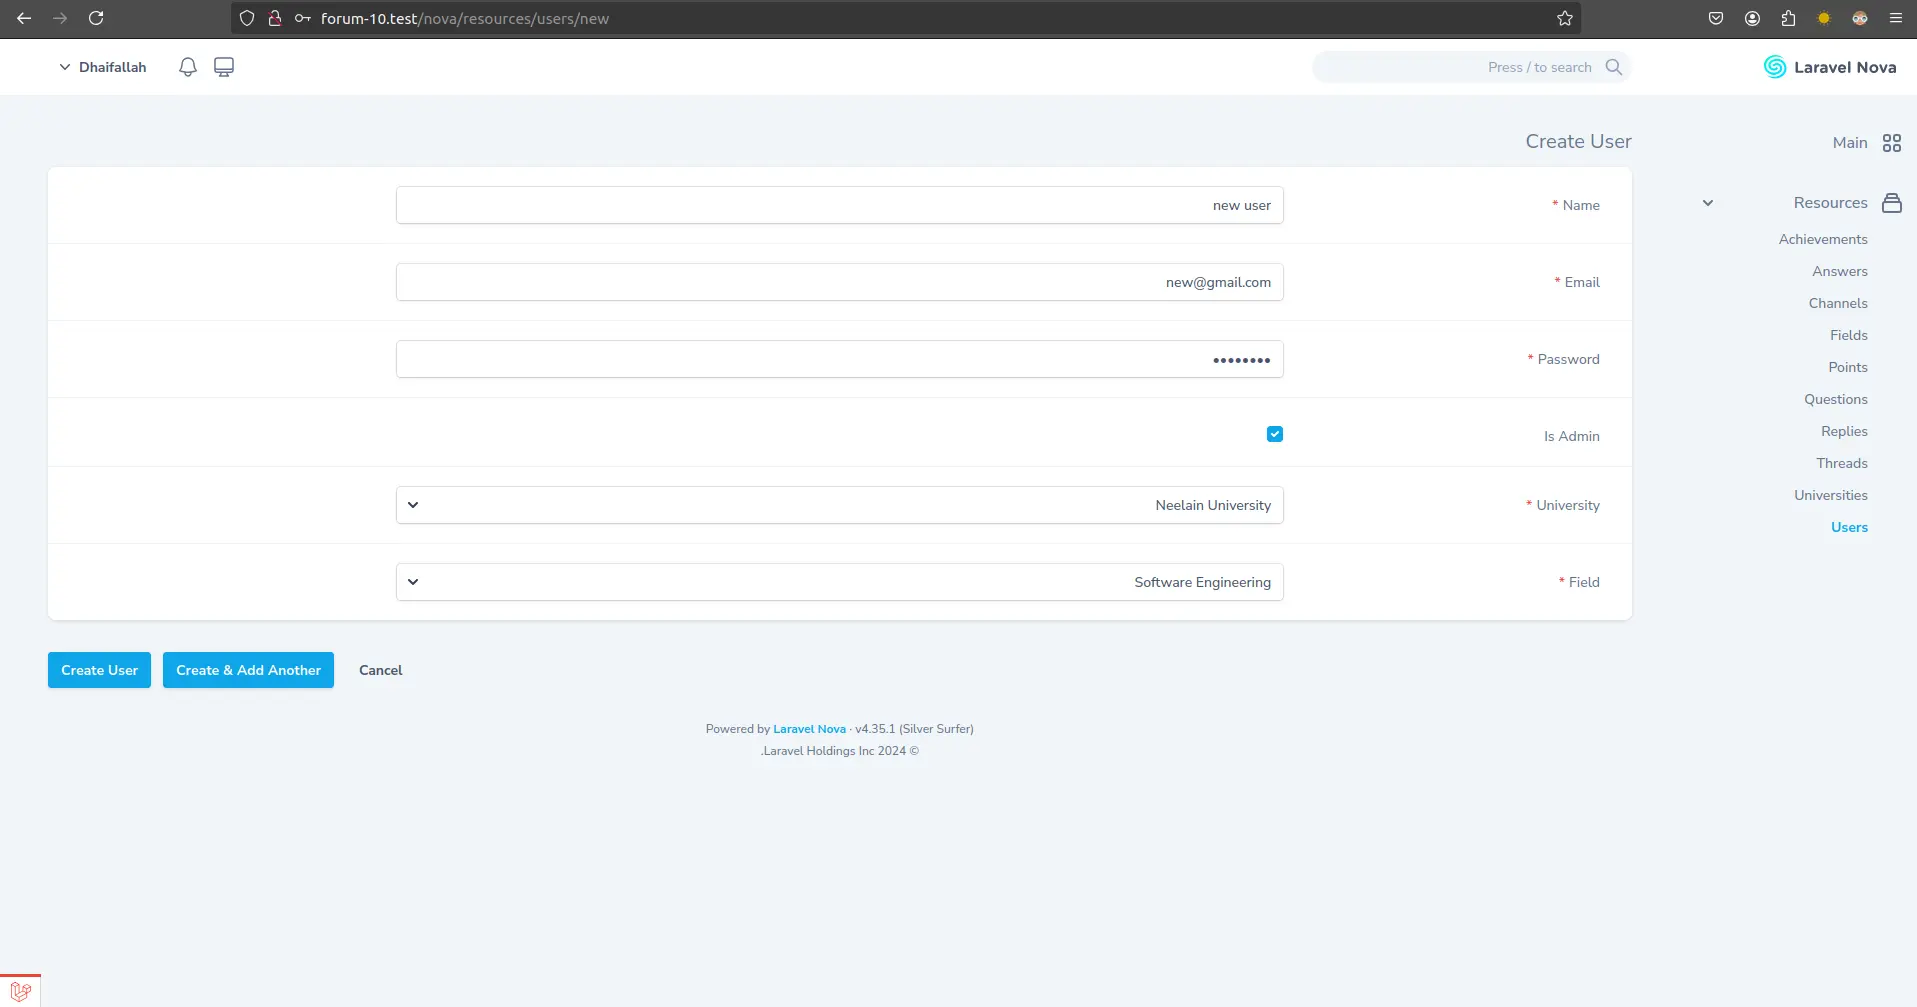 forum-10.test/nova/resources/users/new
Laravel Nova
Press / to search
Dhaifallah
Main
Resources
Achievements
Answers
Channels
Fields
Points
Questions
Replies
Threads
Universities
Users
Create User
* Name
new user
* Email
new@gmail.com
* Password
••••••••
Is Admin
* University
Neelain University
* Field
Software Engineering
Create User
Create & Add Another
Cancel
Powered by Laravel Nova · v4.35.1 (Silver Surfer)
.Laravel Holdings Inc 2024 ©